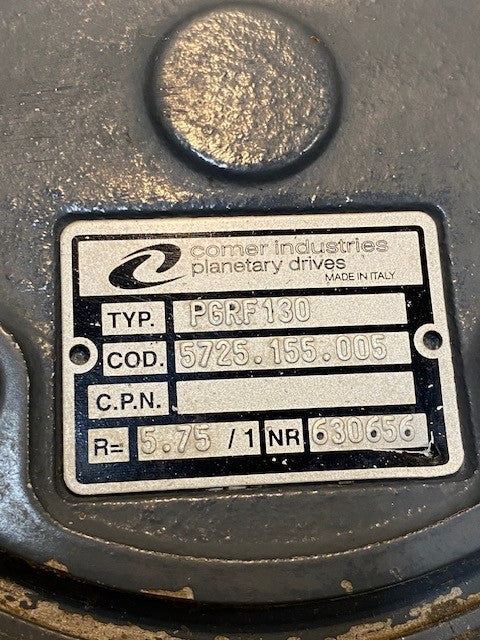 comer industries
planetary drives
MADE IN ITALY
TYP. PGRF130
COD. 5725.155.005
C.P.N.
R= 5.75 / 1 NR 630656